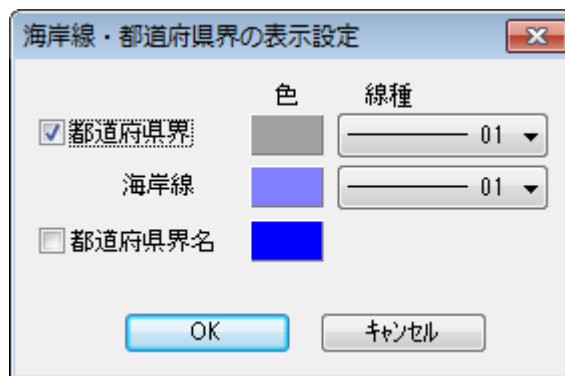 海岸線・都道府県界の表示設定
色 線種
都道府県界 01
海岸線 01
都道府県界名
OK ｷｬﾝｾﾙ